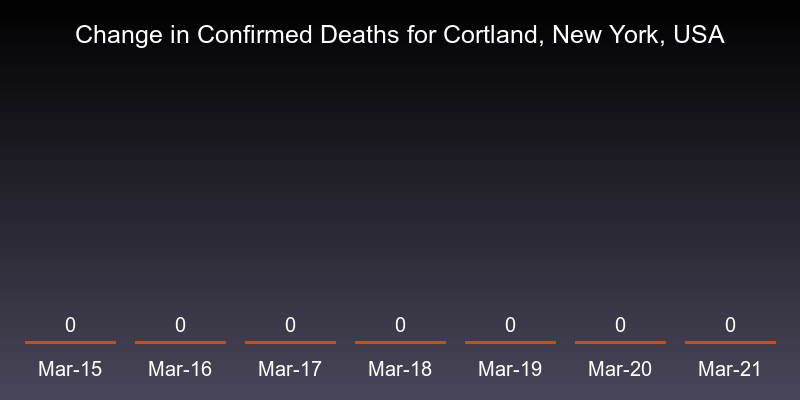 Change in Confirmed Deaths for Cortland, New York, USA
0 0 0 0 0 0 0
Mar-15 Mar-16 Mar-17 Mar-18 Mar-19 Mar-20 Mar-21